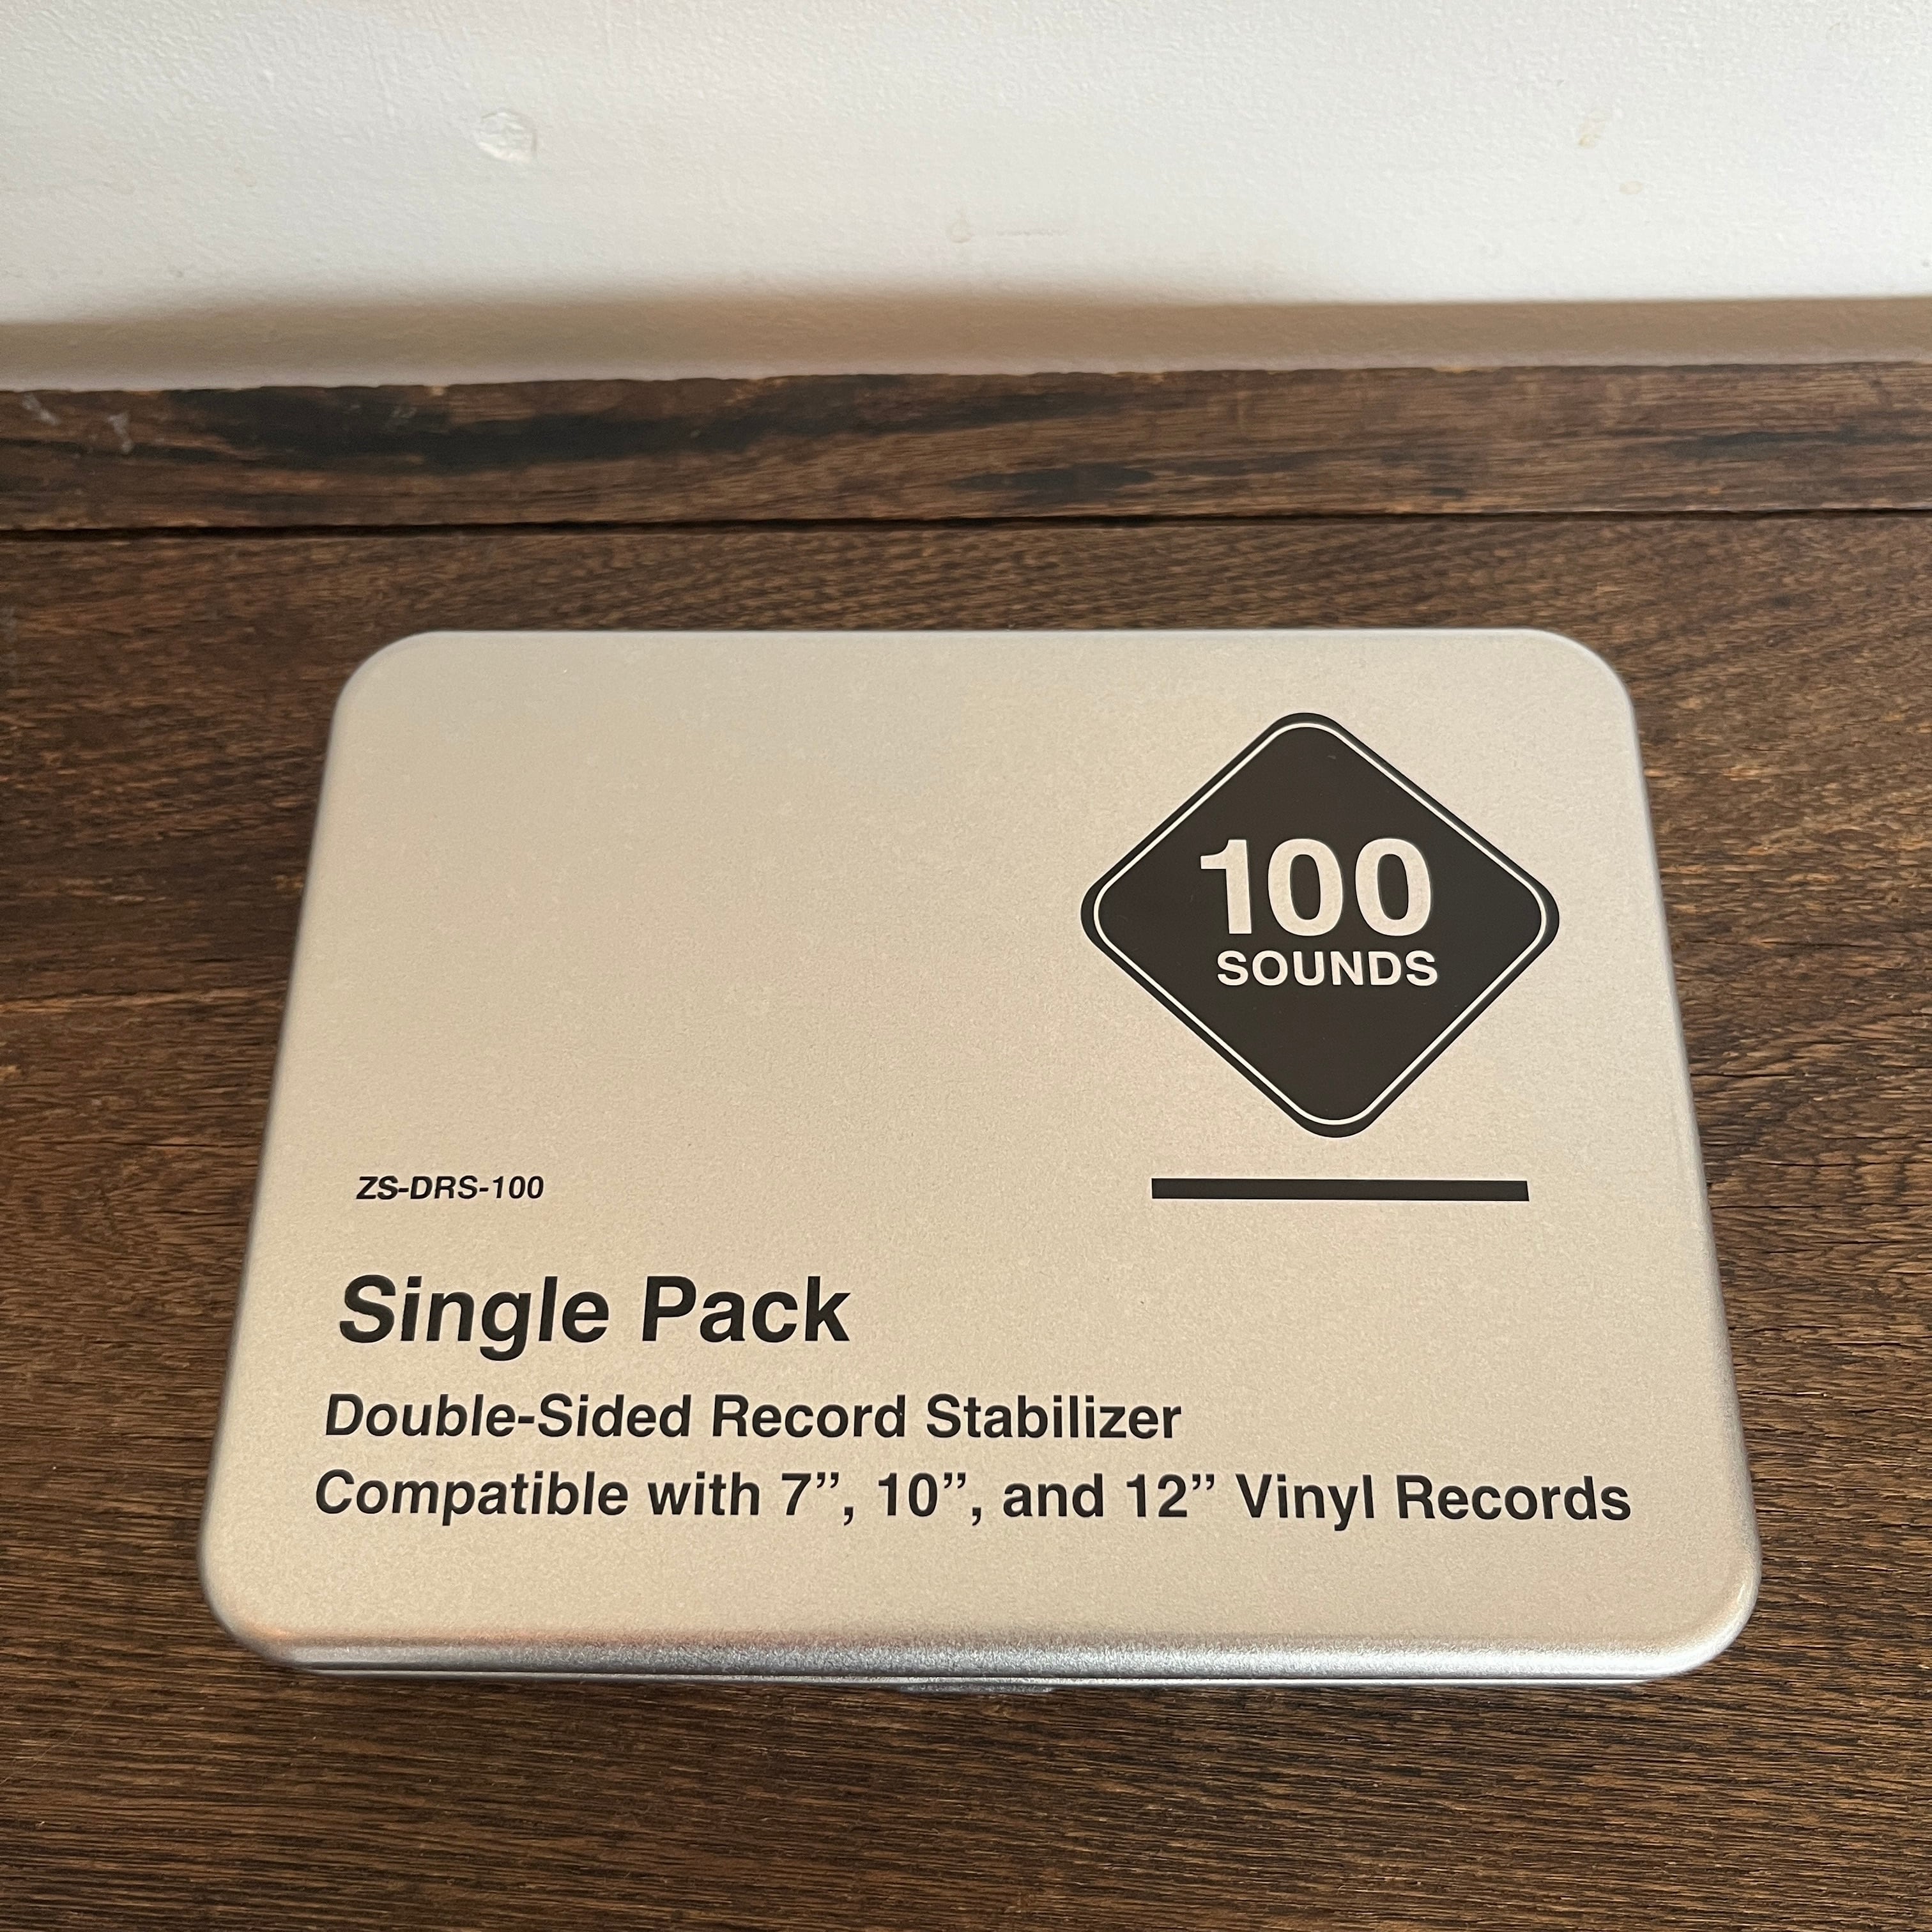 100
SOUNDS
ZS-DRS-100
Single Pack
Double-Sided Record Stabilizer
Compatible with 7”, 10”, and 12” Vinyl Records